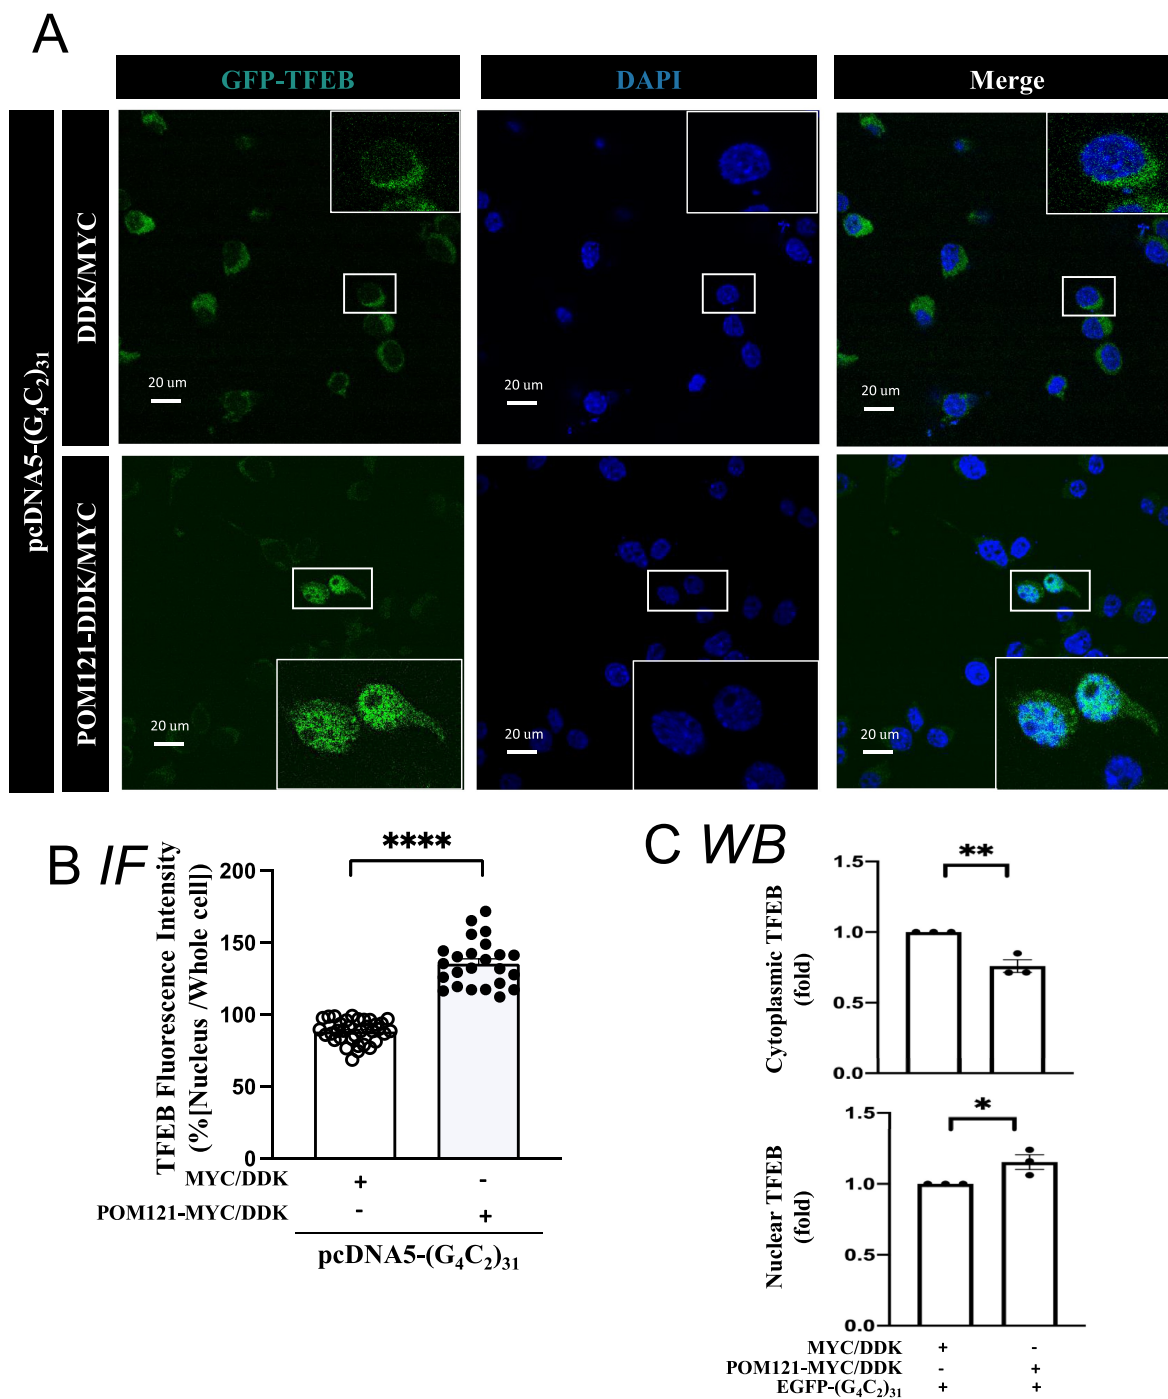 A
GFP-TFEB
DAPI
Merge
pcDNA5-(G₄C₂)₃₁
DDK/MYC
20 um
20 um
20 um
POM121-DDK/MYC
20 um
20 um
20 um
B IF
TFEB Fluorescence Intensity
(%[Nucleus /Whole cell])
200
150
100
50
0
****
MYC/DDK + -
POM121-MYC/DDK - +
pcDNA5-(G₄C₂)₃₁
C WB
Cytoplasmic TFEB
(fold)
1.5
1.0
0.5
0.0
**
Nuclear TFEB
(fold)
1.5
1.0
0.5
0.0
*
MYC/DDK + -
POM121-MYC/DDK - +
EGFP-(G₄C₂)₃₁ + +